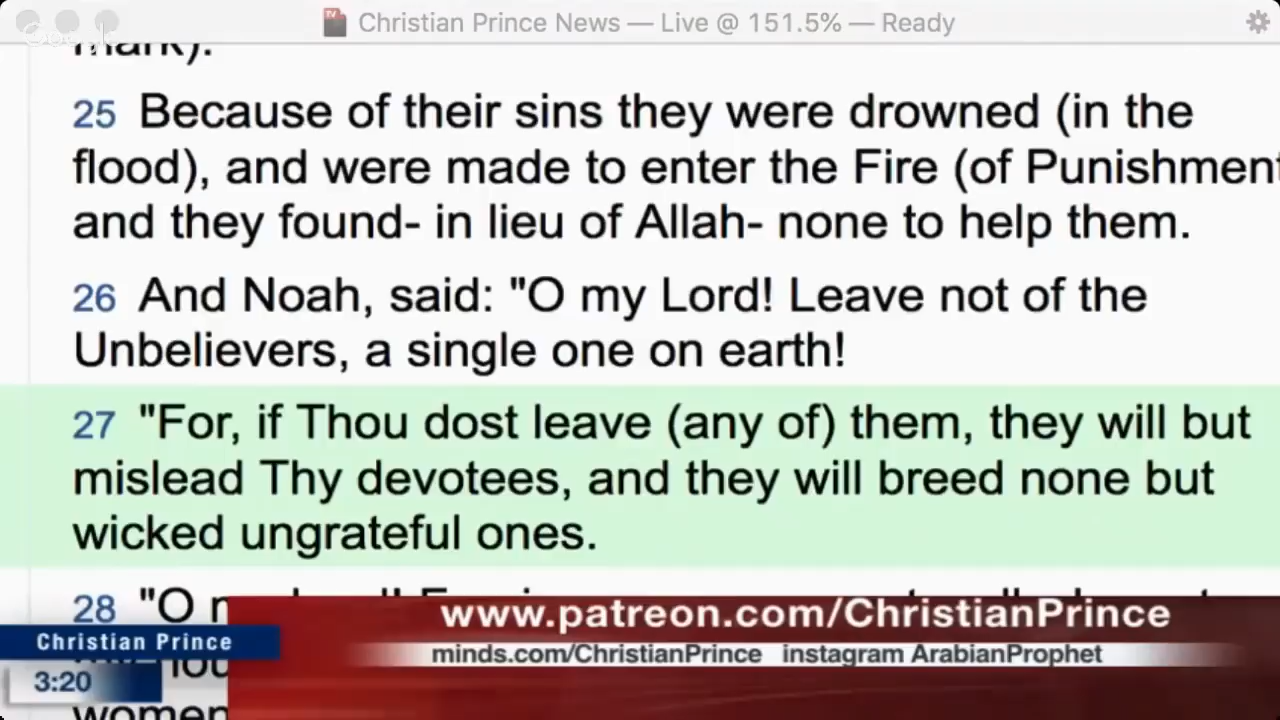 Christian Prince News — Live @ 151.5% — Ready
Google
mark).
25 Because of their sins they were drowned (in the
flood), and were made to enter the Fire (of Punishment
and they found- in lieu of Allah- none to help them.
26 And Noah, said: "O my Lord! Leave not of the
Unbelievers, a single one on earth!
27 "For, if Thou dost leave (any of) them, they will but
mislead Thy devotees, and they will breed none but
wicked ungrateful ones.
28 "O
www.patreon.com/ChristianPrince
Christian Prince
minds.com/ChristianPrince instagram ArabianProphet
3:20
women